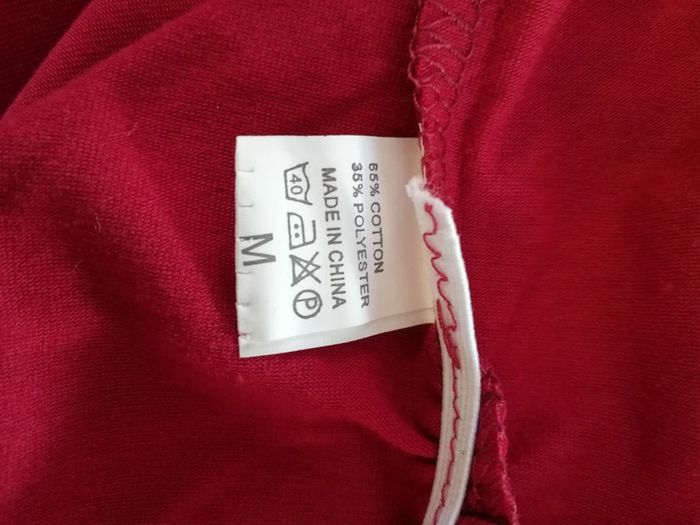 65% COTTON
35% POLYESTER
MADE IN CHINA
40 P
M